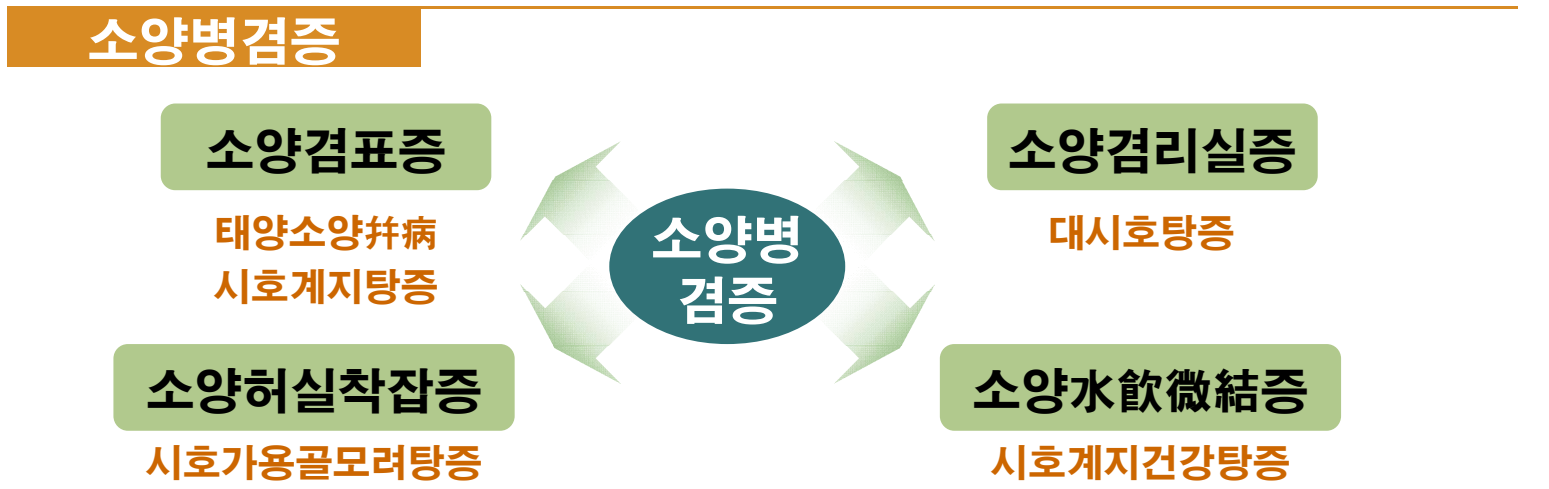 소양병겸증
소양겸표증
태양소양幷病
시호계지탕증
소양겸리실증
대시호탕증
소양병
겸증
소양허실착잡증
시호가용골모려탕증
소양水飮微結증
시호계지건강탕증